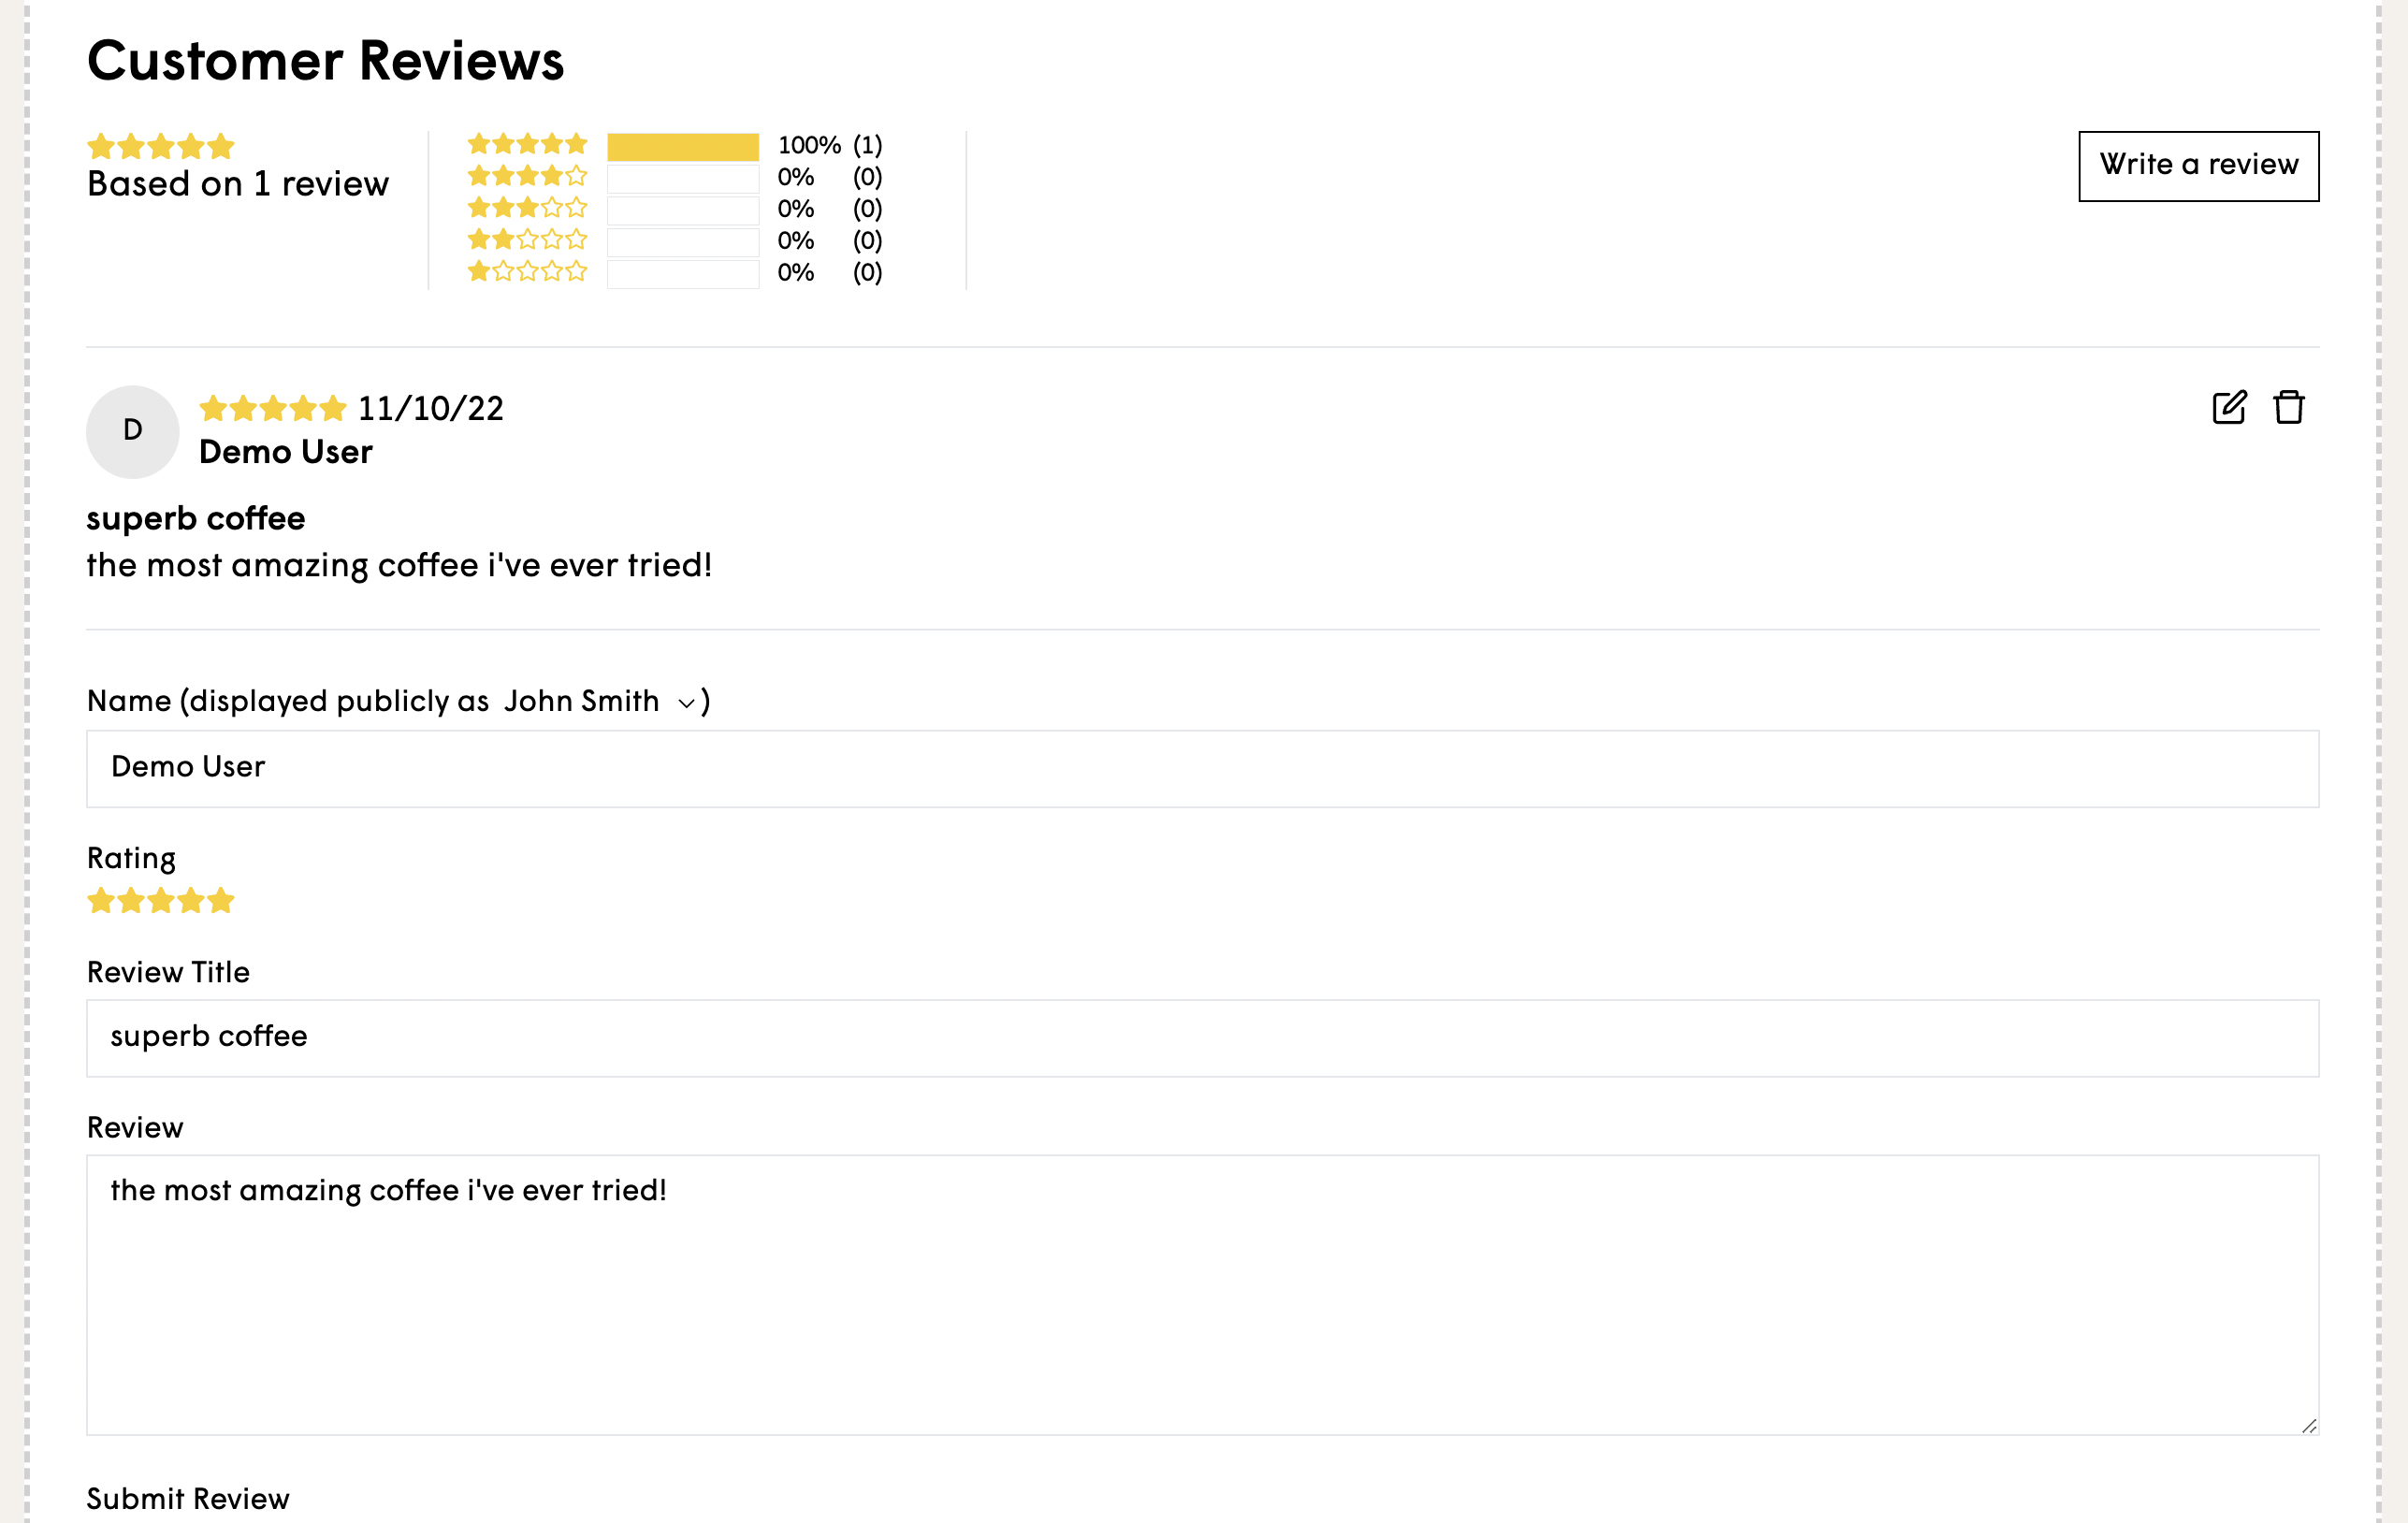 Customer Reviews
Based on 1 review
100% (1)
0% (0)
0% (0)
0% (0)
0% (0)
Write a review
D
11/10/22
Demo User
superb coffee
the most amazing coffee i've ever tried!
Name (displayed publicly as John Smith )
Demo User
Rating
Review Title
superb coffee
Review
the most amazing coffee i've ever tried!
Submit Review